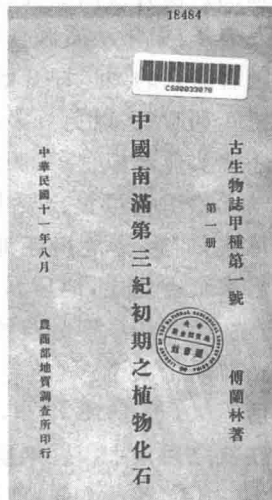 18484
CS00033070
古生物誌甲種第一號
第一册
傅蘭林著
中國南滿第三紀初期之植物化石
中華民國十一年八月
農商部地質調查所印行